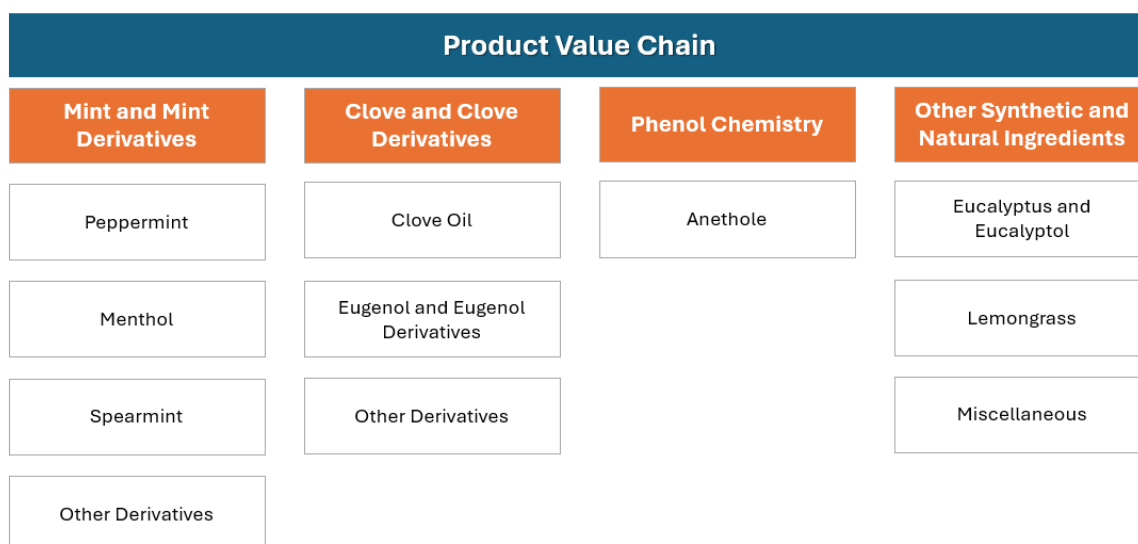 Product Value Chain
Mint and Mint
Derivatives
Peppermint
Menthol
Spearmint
Other Derivatives
Clove and Clove
Derivatives
Clove Oil
Eugenol and Eugenol
Derivatives
Other Derivatives
Phenol Chemistry
Anethole
Other Synthetic and
Natural Ingredients
Eucalyptus and
Eucalyptol
Lemongrass
Miscellaneous